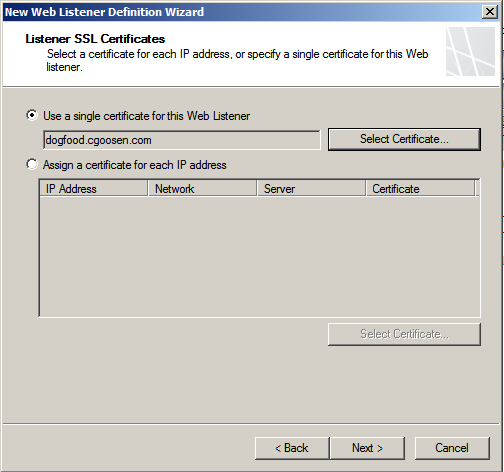 New Web Listener Definition Wizard
Listener SSL Certificates
Select a certificate for each IP address, or specify a single certificate for this Web
listener.
Use a single certificate for this Web Listener
dogfood.cgoosen.com
Select Certificate...
Assign a certificate for each IP address
IP Address Network Server Certificate
Select Certificate...
< Back Next > Cancel